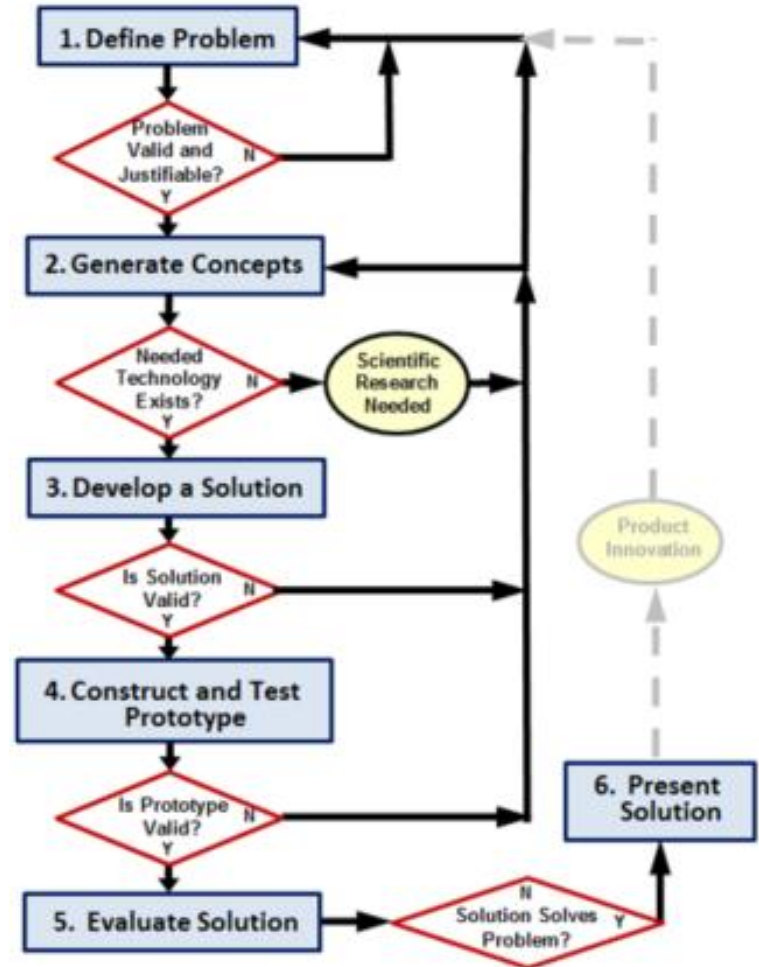 1. Define Problem
Problem
Valid and N
Justifiable?
Y
2. Generate Concepts
Needed
Technology N
Exists?
Y
Scientific
Research
Needed
3. Develop a Solution
Is Solution
Valid? N
Y
Product
Innovation
4. Construct and Test
Prototype
Is Prototype
Valid? N
Y
6. Present
Solution
5. Evaluate Solution
N
Solution Solves Y
Problem?